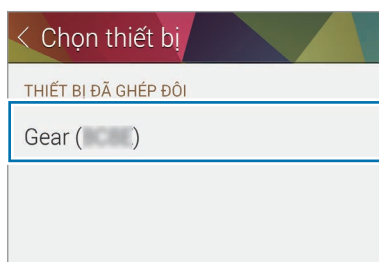 Chọn thiết bị
THIẾT BỊ ĐÃ GHÉP ĐÔI
Gear ( )